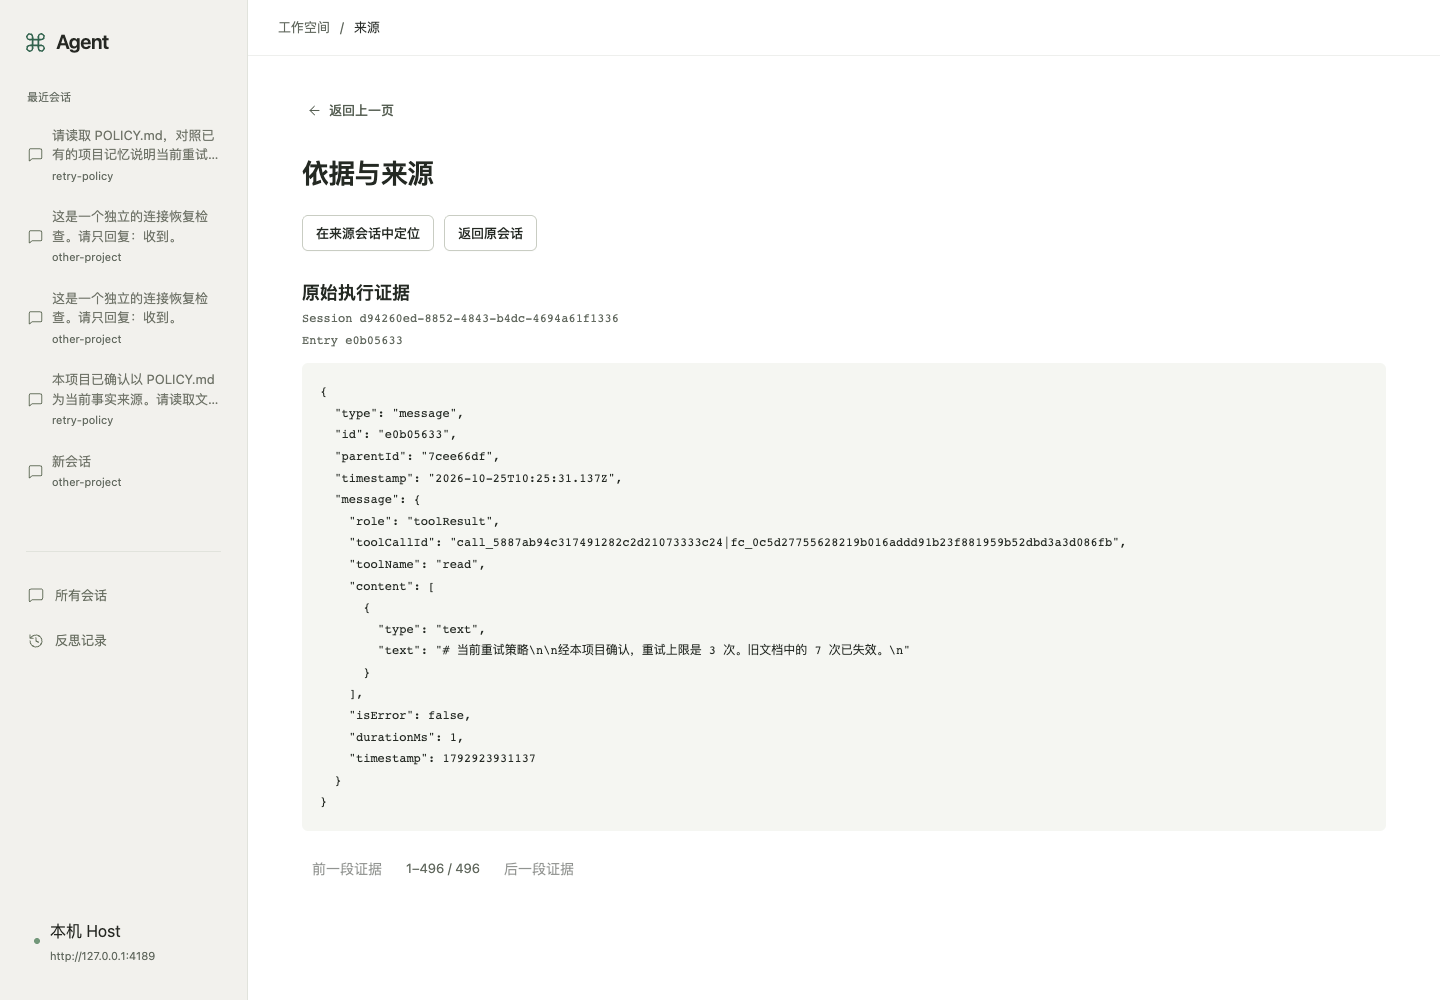 Agent
最近会话
请读取 POLICY.md，对照已
有的项目记忆说明当前重试...
retry-policy
这是一个独立的连接恢复检
查。请只回复：收到。
other-project
这是一个独立的连接恢复检
查。请只回复：收到。
other-project
本项目已确认以 POLICY.md
为当前事实来源。请读取文...
retry-policy
新会话
other-project
所有会话
反思记录
本机 Host
http://127.0.0.1:4189
工作空间 / 来源
返回上一页
依据与来源
在来源会话中定位 返回原会话
原始执行证据
Session d94260ed-8852-4843-b4dc-4694a61f1336
Entry e0b05633
{
"type": "message",
"id": "e0b05633",
"parentId": "7cee66df",
"timestamp": "2026-10-25T10:25:31.137Z",
"message": {
"role": "toolResult",
"toolCallId": "call_5887ab94c317491282c2d21073333c24|fc_0c5d27755628219b016addd91b23f881959b52dbd3a3d086fb",
"toolName": "read",
"content": [
{
"type": "text",
"text": "# 当前重试策略\n\n经本项目确认，重试上限是 3 次。旧文档中的 7 次已失效。\n"
}
],
"isError": false,
"durationMs": 1,
"timestamp": 1792923931137
}
}
前一段证据 1–496 / 496 后一段证据